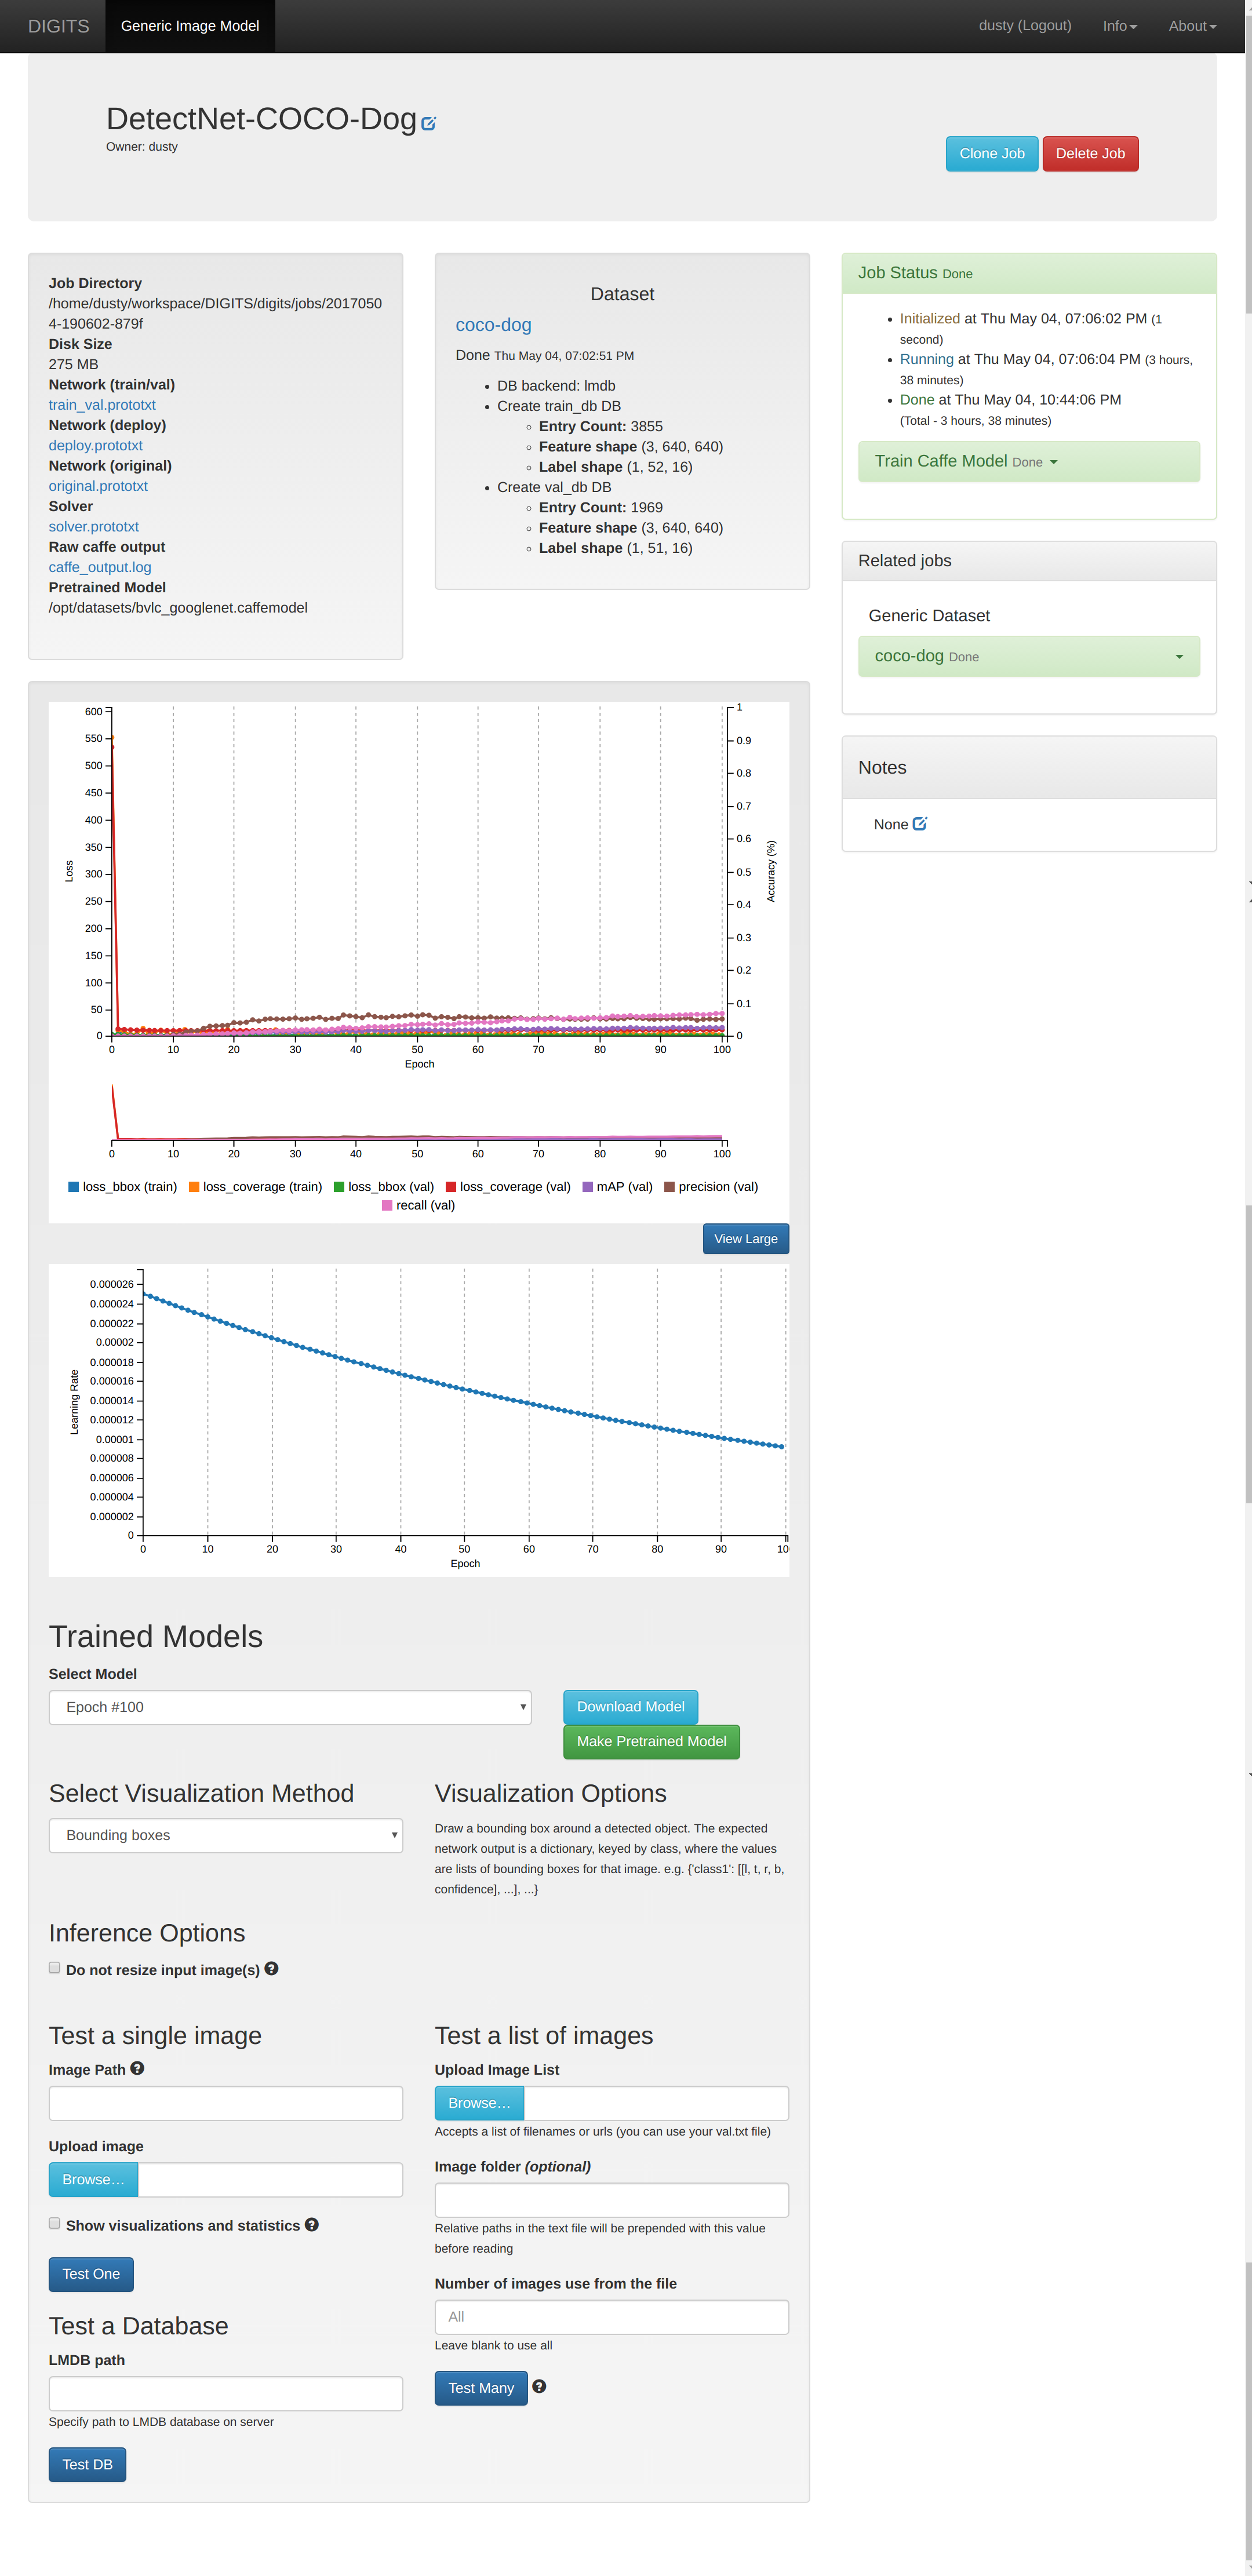 DIGITS Generic Image Model dusty (Logout) Info About
DetectNet-COCO-Dog
Owner: dusty
Clone Job Delete Job
Job Directory
/home/dusty/workspace/DIGITS/digits/jobs/2017050
4-190602-879f
Disk Size
275 MB
Network (train/val)
train_val.prototxt
Network (deploy)
deploy.prototxt
Network (original)
original.prototxt
Solver
solver.prototxt
Raw caffe output
caffe_output.log
Pretrained Model
/opt/datasets/bvlc_googlenet.caffemodel
Dataset
coco-dog
Done Thu May 04, 07:02:51 PM
DB backend: lmdb
Create train_db DB
Entry Count: 3855
Feature shape (3, 640, 640)
Label shape (1, 52, 16)
Create val_db DB
Entry Count: 1969
Feature shape (3, 640, 640)
Label shape (1, 51, 16)
Job Status Done
Initialized at Thu May 04, 07:06:02 PM (1
second)
Running at Thu May 04, 07:06:04 PM (3 hours,
38 minutes)
Done at Thu May 04, 10:44:06 PM
(Total - 3 hours, 38 minutes)
Train Caffe Model Done
Related jobs
Generic Dataset
coco-dog Done
Notes
None
600
550
500
450
400
350
300
250
200
150
100
50
0
Loss
1
0.9
0.8
0.7
0.6
0.5
0.4
0.3
0.2
0.1
0
Accuracy (%)
0 10 20 30 40 50 60 70 80 90 100
Epoch
0 10 20 30 40 50 60 70 80 90 100
loss_bbox (train) loss_coverage (train) loss_bbox (val) loss_coverage (val) mAP (val) precision (val)
recall (val)
View Large
0.000026
0.000024
0.000022
0.00002
0.000018
0.000016
0.000014
0.000012
0.00001
0.000008
0.000006
0.000004
0.000002
0
Learning Rate
0 10 20 30 40 50 60 70 80 90 10
Epoch
Trained Models
Select Model
Epoch #100
Download Model
Make Pretrained Model
Select Visualization Method
Bounding boxes
Visualization Options
Draw a bounding box around a detected object. The expected
network output is a dictionary, keyed by class, where the values
are lists of bounding boxes for that image. e.g. {'class1': [[l, t, r, b,
confidence], ...], ...}
Inference Options
Do not resize input image(s)
Test a single image
Image Path
Upload image
Browse...
Show visualizations and statistics
Test One
Test a Database
LMDB path
Specify path to LMDB database on server
Test DB
Test a list of images
Upload Image List
Browse...
Accepts a list of filenames or urls (you can use your val.txt file)
Image folder (optional)
Relative paths in the text file will be prepended with this value
before reading
Number of images use from the file
All
Leave blank to use all
Test Many